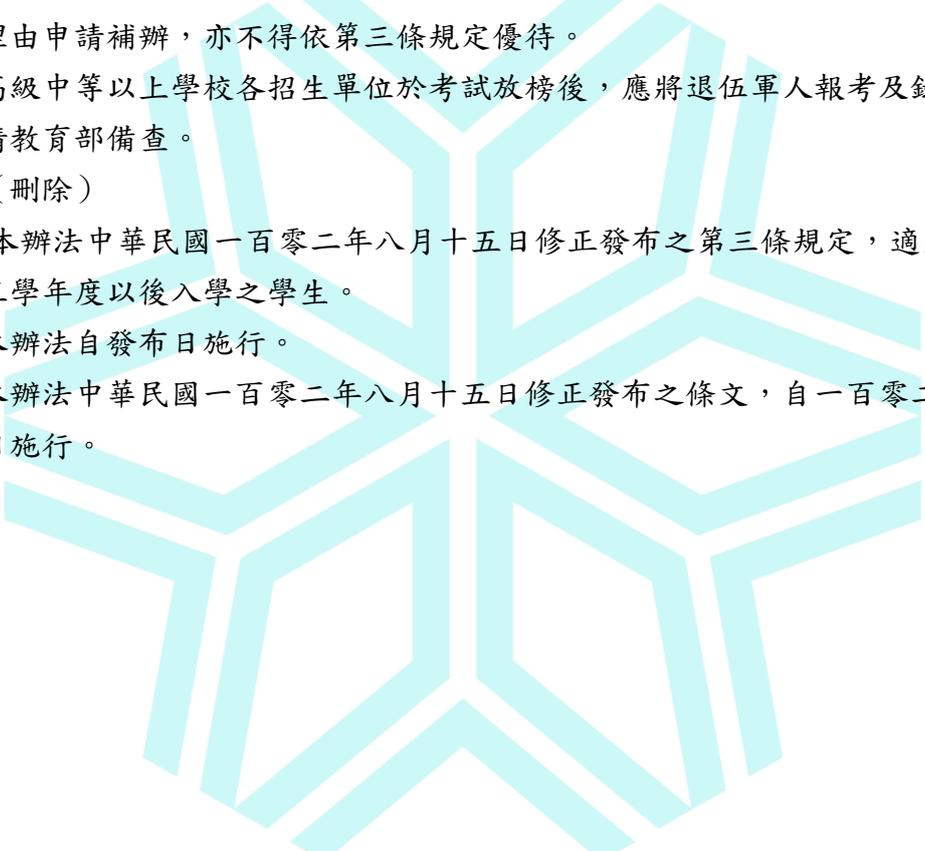 由申請補辦，亦不得依第三條規定優待。
級中等以上學校各招生單位於考試放榜後，應將退伍軍人報考及
教育部備查。
（刪除）
本辦法中華民國一百零二年八月十五日修正發布之第三條規定，適
學年度以後入學之學生。
辦法自發布日施行。
辦法中華民國一百零二年八月十五日修正發布之條文，自一百零
施行。